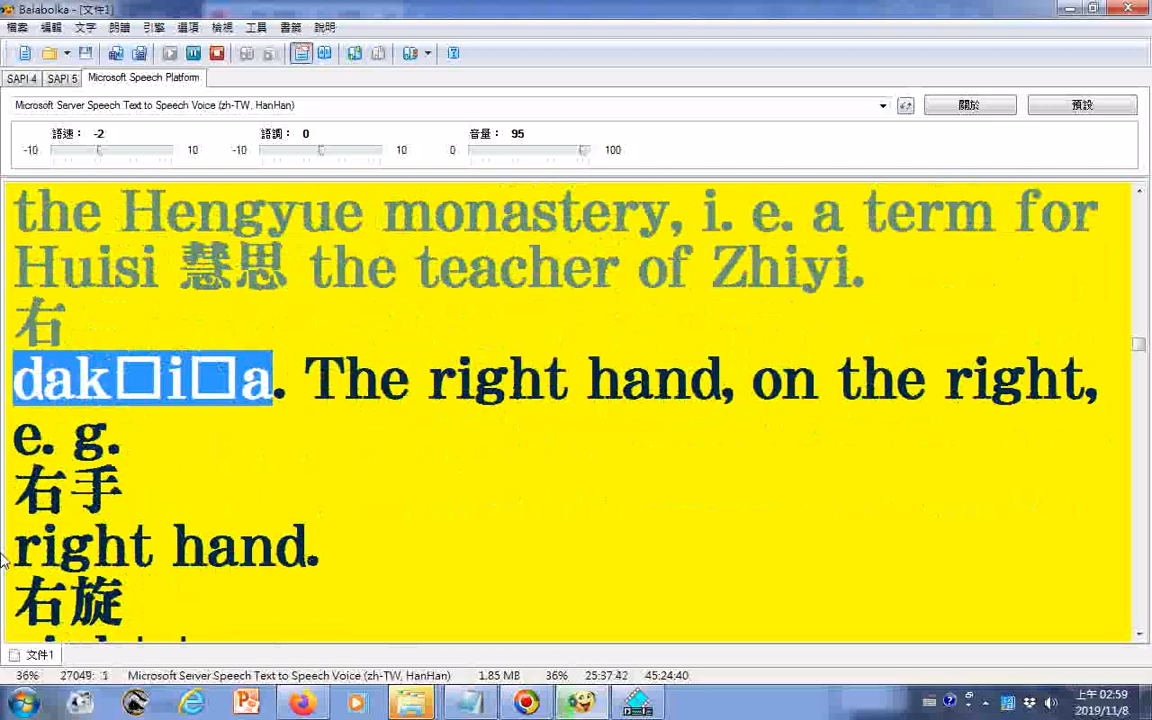 Balabolka - [文件1]
檔案 編輯 文字 朗讀 引擎 選項 檢視 工具 書籤 說明
SAPI 4 SAPI 5 Microsoft Speech Platform
Microsoft Server Speech Text to Speech Voice (zh-TW, HanHan) 關於 預設
語速： -2 語調： 0 音量： 95
-10 10 -10 10 0 100
the Hengyue monastery, i. e. a term for
Huisi 慧思 the teacher of Zhiyi.
右
dak□i□a. The right hand, on the right,
e. g.
右手
right hand.
右旋
文件1
36% 27049: 1 Microsoft Server Speech Text to Speech Voice (zh-TW, HanHan) 1.85 MB 36% 25:37:42 45:24:40
上午 02:59
2019/11/8